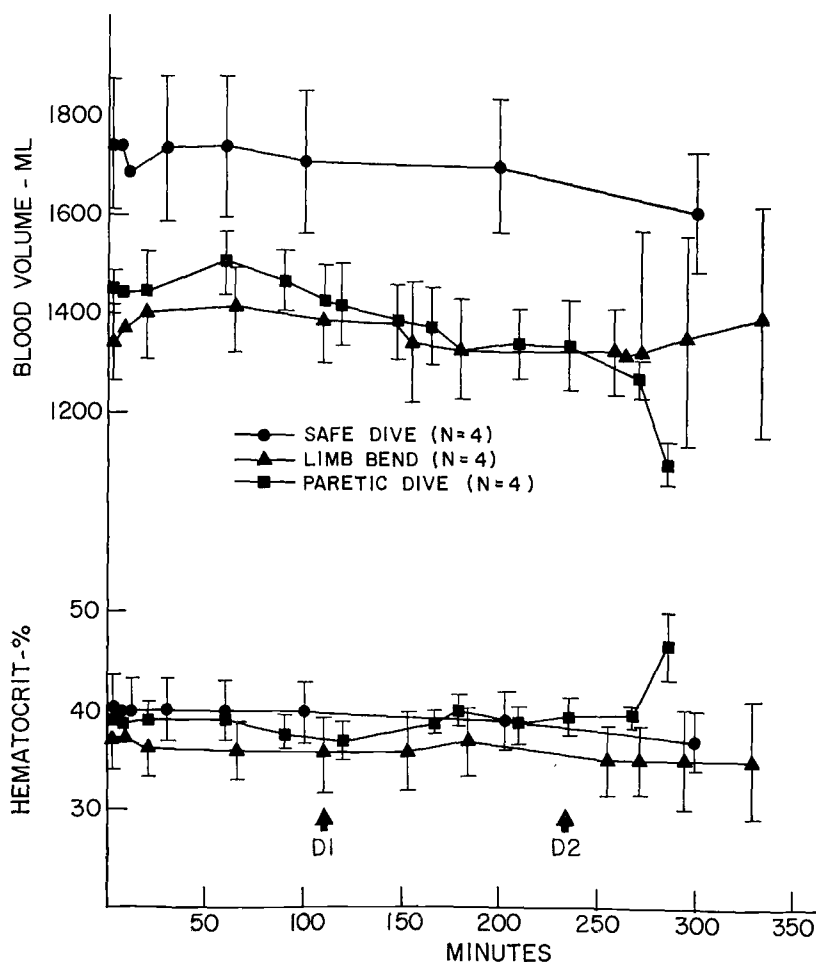 BLOOD VOLUME - ML
1800
1600
1400
1200
SAFE DIVE (N=4)
LIMB BEND (N=4)
PARETIC DIVE (N=4)
HEMATOCRIT-%
50
40
30
D1
D2
50
100
150
200
250
300
350
MINUTES